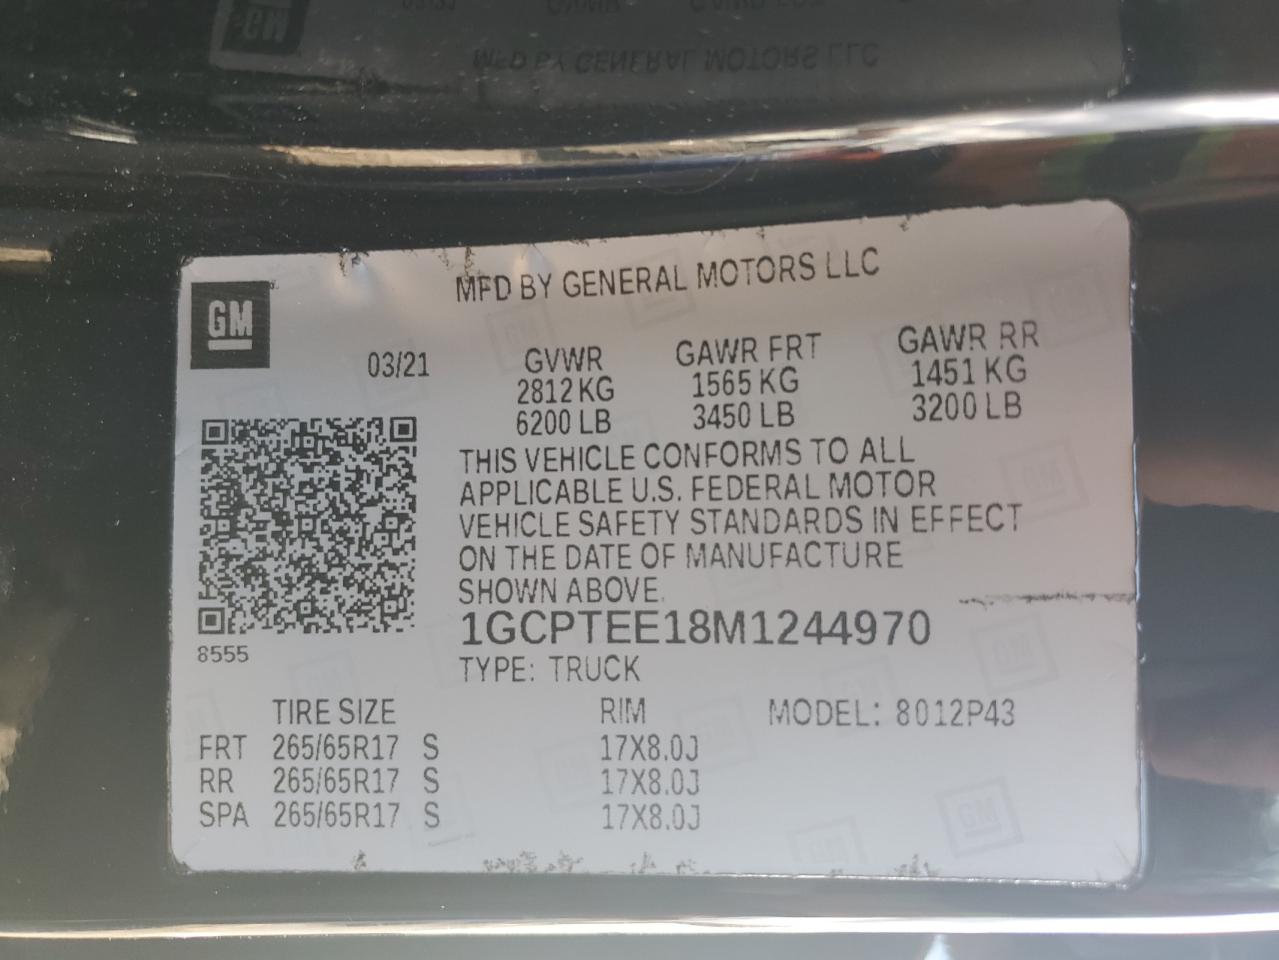 MFD BY GENERAL MOTORS LLC
GM
MFD BY GENERAL MOTORS LLC
03/21 GVWR GAWR FRT GAWR RR
2812 KG 1565 KG 1451 KG
6200 LB 3450 LB 3200 LB
THIS VEHICLE CONFORMS TO ALL
APPLICABLE U.S. FEDERAL MOTOR
VEHICLE SAFETY STANDARDS IN EFFECT
ON THE DATE OF MANUFACTURE
SHOWN ABOVE.
1GCPTEE18M1244970
8555
TYPE: TRUCK
TIRE SIZE RIM MODEL: 8012P43
FRT 265/65R17 S 17X8.0J
RR 265/65R17 S 17X8.0J
SPA 265/65R17 S 17X8.0J